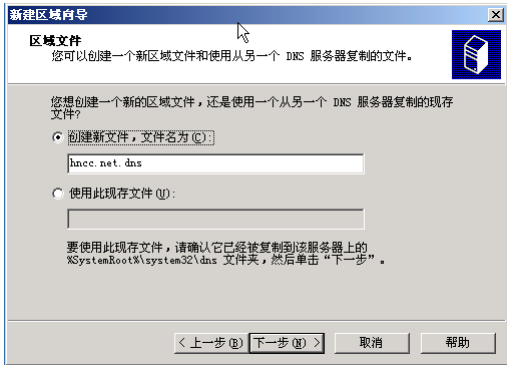 新建区域向导
区域文件
您可以创建一个新区域文件和使用从另一个 DNS 服务器复制的文件。
您想创建一个新的区域文件，还是使用一个从另一个 DNS 服务器复制的现存
文件?
创建新文件，文件名为(C):
hncc.net.dns
使用此现存文件(U):
要使用此现存文件，请确认它已经被复制到该服务器上的
%SystemRoot%\system32\dns 文件夹，然后单击“下一步”。
< 上一步(B)
下一步(N) >
取消
帮助